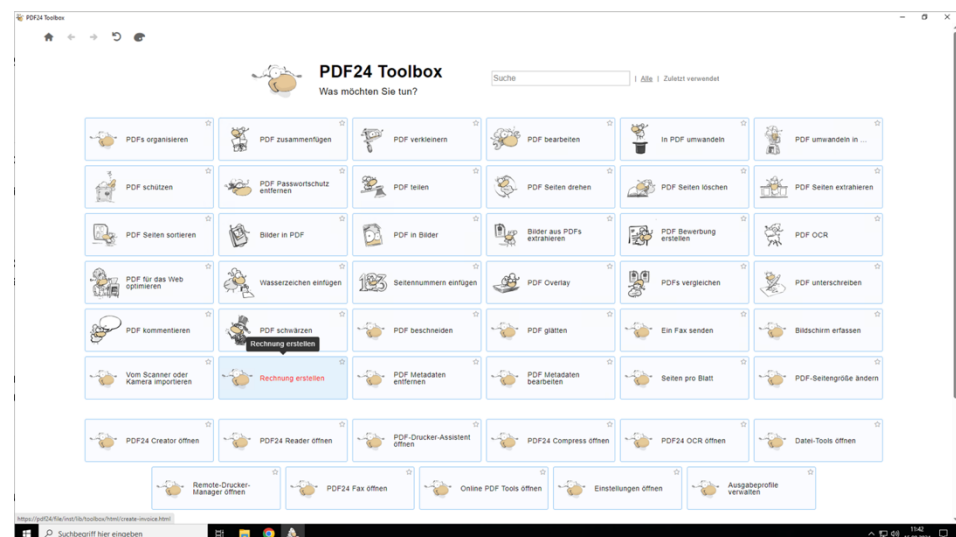 PDF24 Toolbox
PDF24 Toolbox
Was möchten Sie tun?
Suche
| Alle | Zuletzt verwendet
PDFs organisieren
PDF zusammenfügen
PDF verkleinern
PDF bearbeiten
In PDF umwandeln
PDF umwandeln in ...
PDF schützen
PDF Passwortschutz
entfernen
PDF teilen
PDF Seiten drehen
PDF Seiten löschen
PDF Seiten extrahieren
PDF Seiten sortieren
Bilder in PDF
PDF in Bilder
Bilder aus PDFs
extrahieren
PDF Bewerbung
erstellen
PDF OCR
PDF für das Web
optimieren
Wasserzeichen einfügen
Seitennummern einfügen
PDF Overlay
PDFs vergleichen
PDF unterschreiben
PDF kommentieren
PDF schwärzen
PDF beschneiden
PDF glätten
Ein Fax senden
Bildschirm erfassen
Rechnung erstellen
Vom Scanner oder
Kamera importieren
Rechnung erstellen
PDF Metadaten
entfernen
PDF Metadaten
bearbeiten
Seiten pro Blatt
PDF-Seitengröße ändern
PDF24 Creator öffnen
PDF24 Reader öffnen
PDF-Drucker-Assistent
öffnen
PDF24 Compress öffnen
PDF24 OCR öffnen
Datei-Tools öffnen
Remote-Drucker-
Manager öffnen
PDF24 Fax öffnen
Online PDF Tools öffnen
Einstellungen öffnen
Ausgabeprofile
verwalten
https://pdf24/file/inst/lib/toolbox/html/create-invoice.html
Suchbegriff hier eingeben
11:42